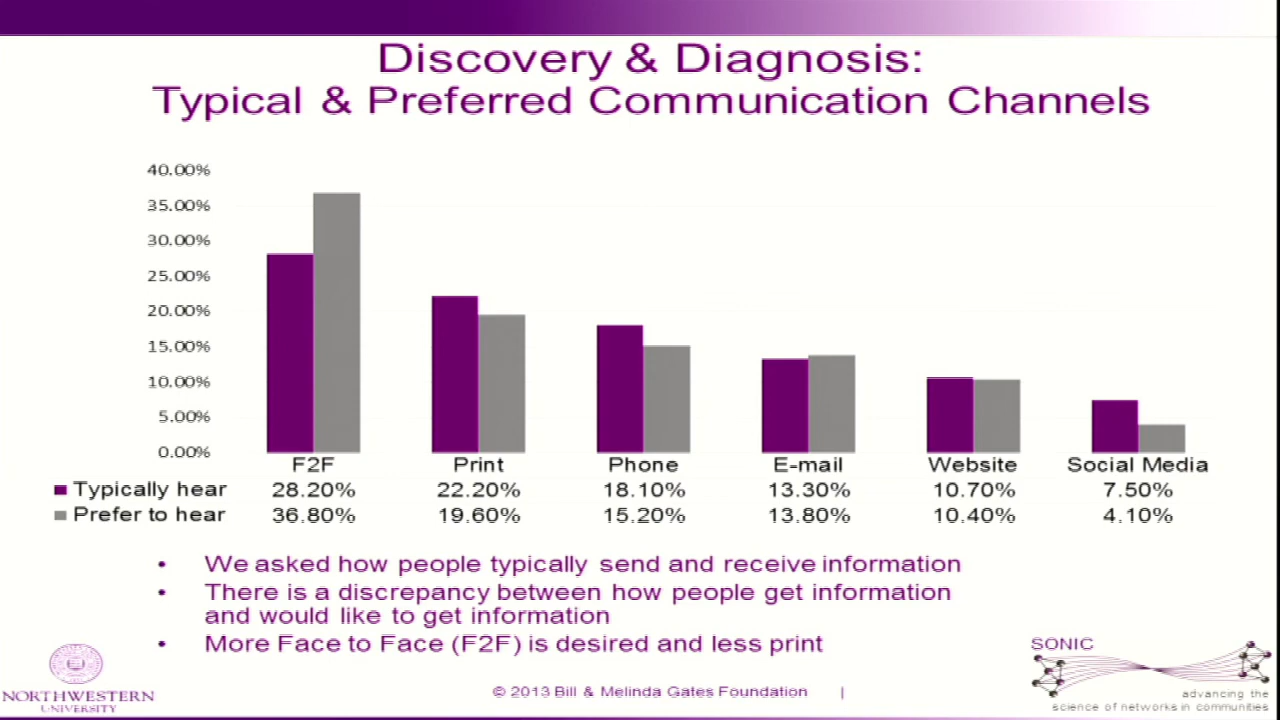 Discovery & Diagnosis:
Typical & Preferred Communication Channels
40.00%
35.00%
30.00%
25.00%
20.00%
15.00%
10.00%
5.00%
0.00%
F2F Print Phone E-mail Website Social Media
Typically hear 28.20% 22.20% 18.10% 13.30% 10.70% 7.50%
Prefer to hear 36.80% 19.60% 15.20% 13.80% 10.40% 4.10%
• We asked how people typically send and receive information
• There is a discrepancy between how people get information
and would like to get information
• More Face to Face (F2F) is desired and less print
NORTHWESTERN
UNIVERSITY
© 2013 Bill & Melinda Gates Foundation |
SONIC
advancing the
science of networks in communities